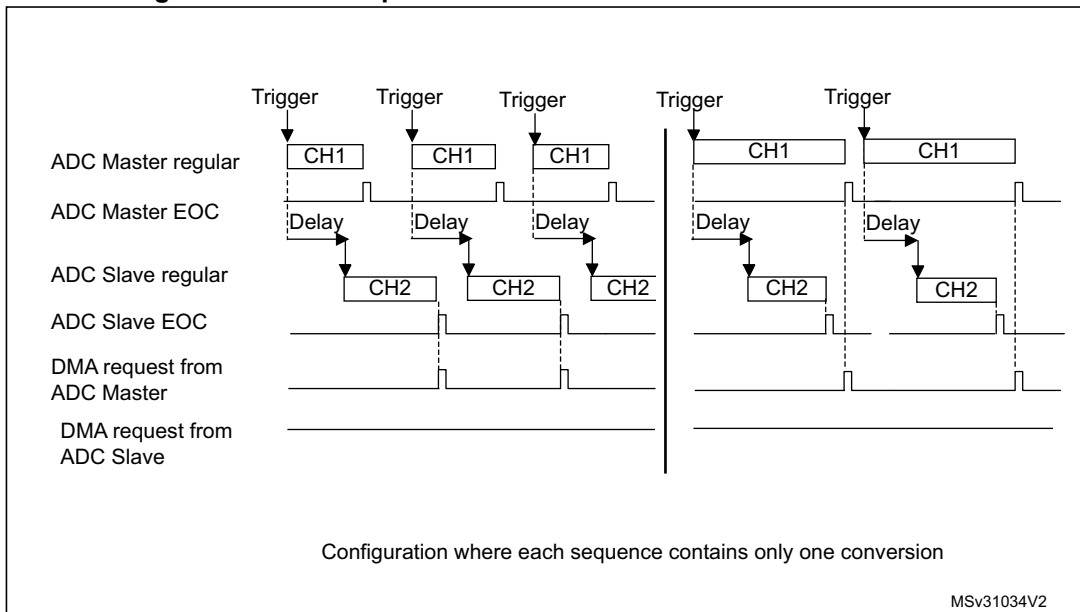 Trigger Trigger Trigger Trigger Trigger
ADC Master regular CH1 CH1 CH1 CH1 CH1
ADC Master EOC
Delay Delay Delay Delay Delay
ADC Slave regular CH2 CH2 CH2 CH2 CH2
ADC Slave EOC
DMA request from
ADC Master
DMA request from
ADC Slave
Configuration where each sequence contains only one conversion
MSv31034V2